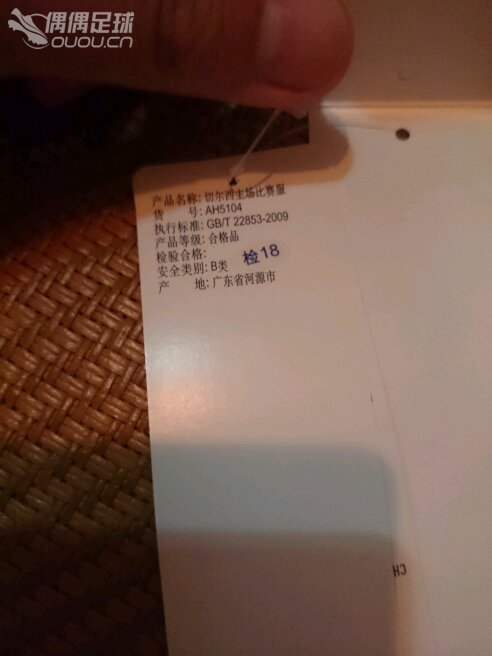 偶偶足球
ouou.cn
产品名称: 切尔西主场比赛服
货 号: AH5104
执行标准: GB/T 22853-2009
产品等级: 合格品
检验合格: 检18
安全类别: B类
产 地: 广东省河源市
CH